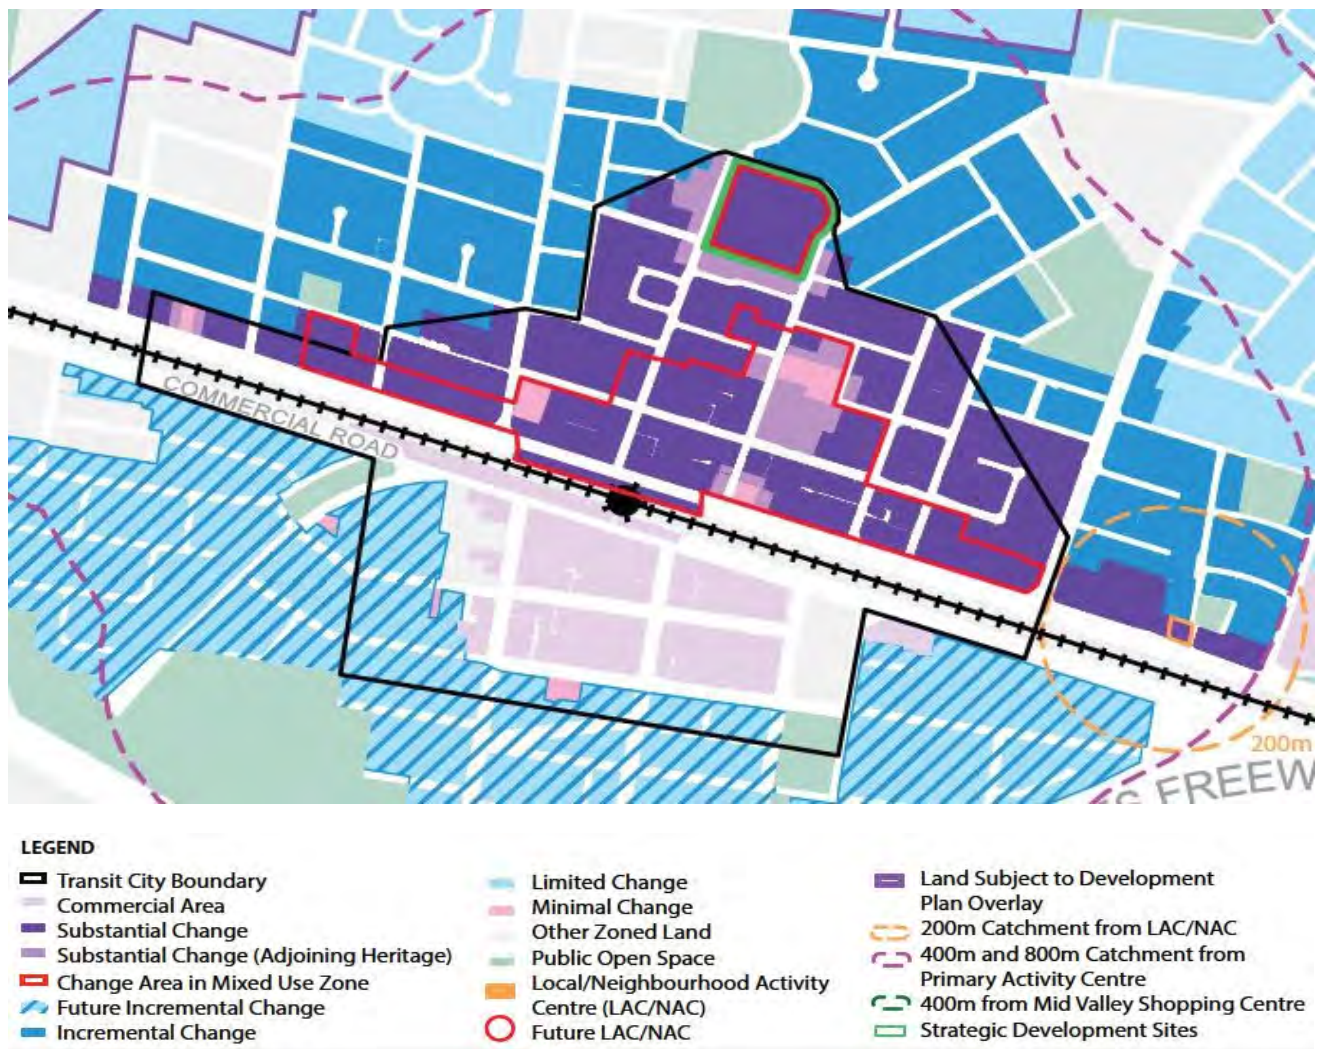 COMMERCIAL ROAD
200m
S FREEW
LEGEND
Transit City Boundary
Commercial Area
Substantial Change
Substantial Change (Adjoining Heritage)
Change Area in Mixed Use Zone
Future Incremental Change
Incremental Change
Limited Change
Minimal Change
Other Zoned Land
Public Open Space
Local/Neighbourhood Activity
Centre (LAC/NAC)
Future LAC/NAC
Land Subject to Development
Plan Overlay
200m Catchment from LAC/NAC
400m and 800m Catchment from
Primary Activity Centre
400m from Mid Valley Shopping Centre
Strategic Development Sites